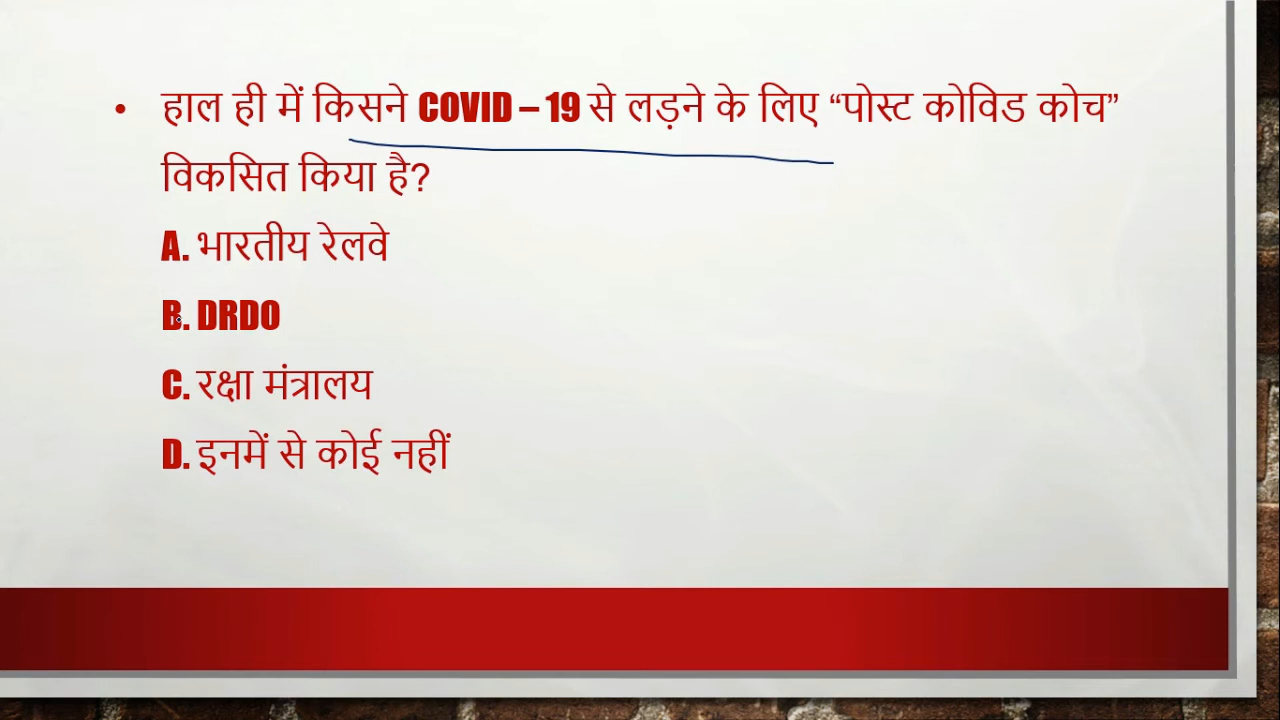 • हाल ही में किसने COVID – 19 से लड़ने के लिए “पोस्ट कोविड कोच”
विकसित किया है?
A. भारतीय रेलवे
B. DRDO
C. रक्षा मंत्रालय
D. इनमें से कोई नहीं